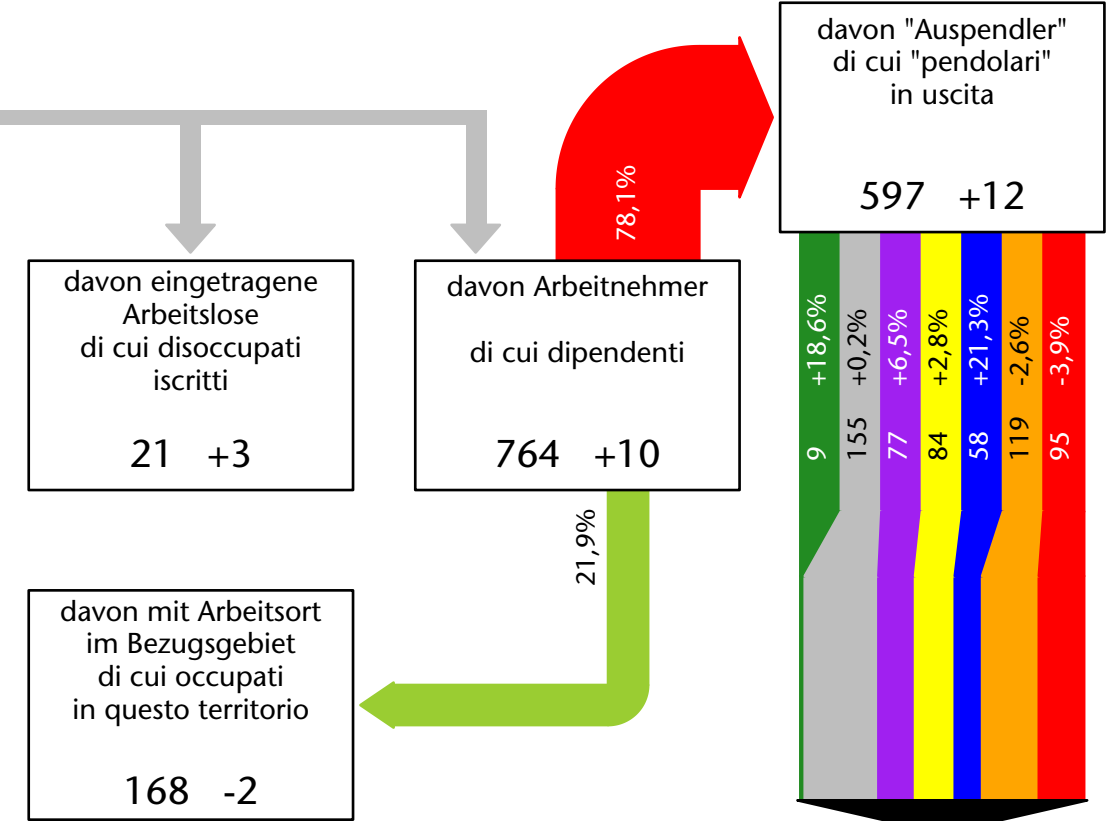 davon "Auspendler"
di cui "pendolari"
in uscita
597 +12
78,1%
davon eingetragene
Arbeitslose
di cui disoccupati
iscritti
21 +3
davon Arbeitnehmer
di cui dipendenti
764 +10
9 +18,6%
155 +0,2%
77 +6,5%
84 +2,8%
58 +21,3%
119 -2,6%
95 -3,9%
21,9%
davon mit Arbeitsort
im Bezugsgebiet
di cui occupati
in questo territorio
168 -2